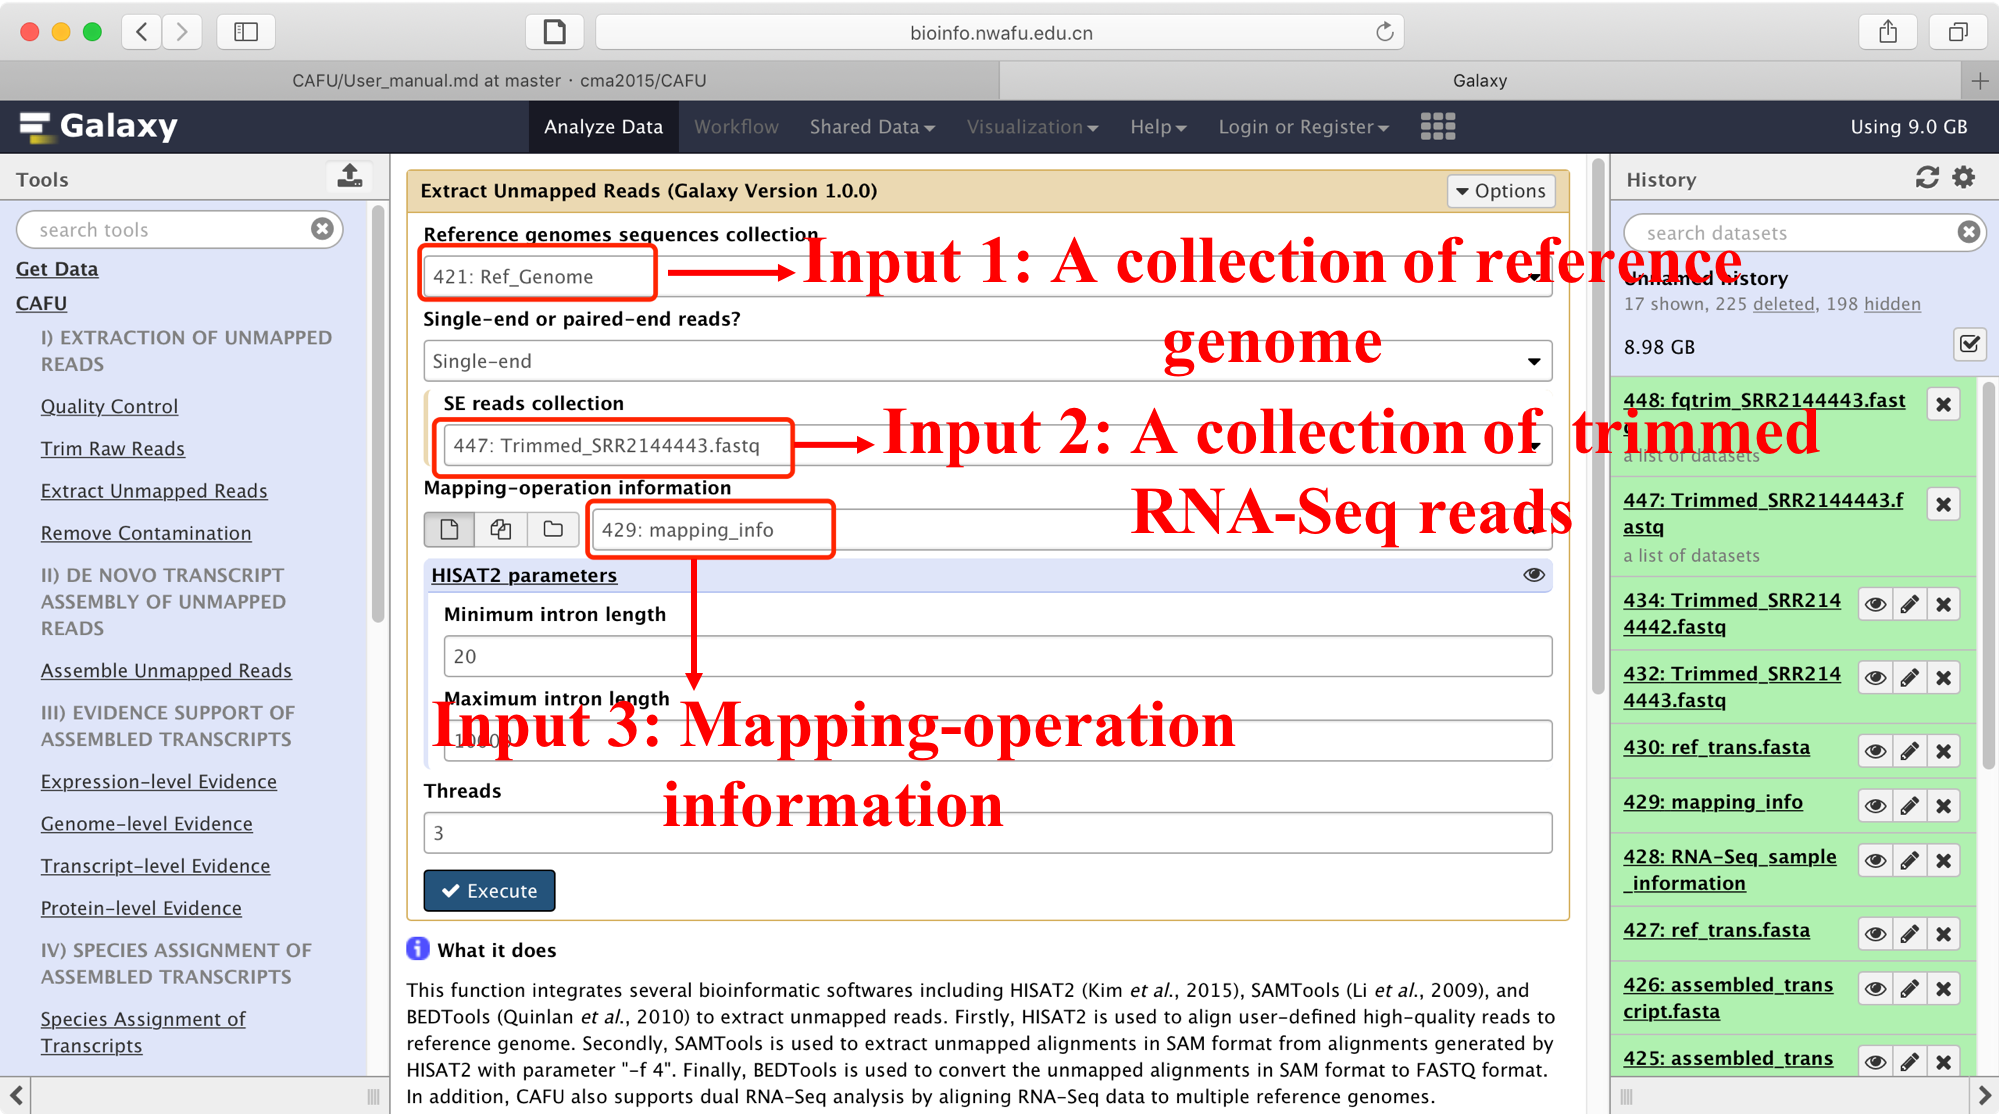 bioinfo.nwafu.edu.cn
CAFU/User_manual.md at master · cma2015/CAFU
Galaxy
Galaxy
Analyze Data
Workflow
Shared Data
Visualization
Help
Login or Register
Using 9.0 GB
Tools
search tools
Get Data
CAFU
I) EXTRACTION OF UNMAPPED
READS
Quality Control
Trim Raw Reads
Extract Unmapped Reads
Remove Contamination
II) DE NOVO TRANSCRIPT
ASSEMBLY OF UNMAPPED
READS
Assemble Unmapped Reads
III) EVIDENCE SUPPORT OF
ASSEMBLED TRANSCRIPTS
Expression-level Evidence
Genome-level Evidence
Transcript-level Evidence
Protein-level Evidence
IV) SPECIES ASSIGNMENT OF
ASSEMBLED TRANSCRIPTS
Species Assignment of
Transcripts
Extract Unmapped Reads (Galaxy Version 1.0.0)
Options
Reference genomes sequences collection
421: Ref_Genome
Input 1: A collection of reference
genome
Single-end or paired-end reads?
Single-end
SE reads collection
447: Trimmed_SRR2144443.fastq
Input 2: A collection of trimmed
RNA-Seq reads
Mapping-operation information
429: mapping_info
HISAT2 parameters
Minimum intron length
20
Maximum intron length
10000
Input 3: Mapping-operation
information
Threads
3
Execute
What it does
This function integrates several bioinformatic softwares including HISAT2 (Kim et al., 2015), SAMTools (Li et al., 2009), and
BEDTools (Quinlan et al., 2010) to extract unmapped reads. Firstly, HISAT2 is used to align user-defined high-quality reads to
reference genome. Secondly, SAMTools is used to extract unmapped alignments in SAM format from alignments generated by
HISAT2 with parameter "-f 4". Finally, BEDTools is used to convert the unmapped alignments in SAM format to FASTQ format.
In addition, CAFU also supports dual RNA-Seq analysis by aligning RNA-Seq data to multiple reference genomes.
History
search datasets
Unnamed history
17 shown, 225 deleted, 198 hidden
8.98 GB
448: fqtrim_SRR2144443.fast
q
a list of datasets
447: Trimmed_SRR2144443.f
astq
a list of datasets
434: Trimmed_SRR214
4442.fastq
432: Trimmed_SRR214
4443.fastq
430: ref_trans.fasta
429: mapping_info
428: RNA-Seq_sample
_information
427: ref_trans.fasta
426: assembled_trans
cript.fasta
425: assembled_trans